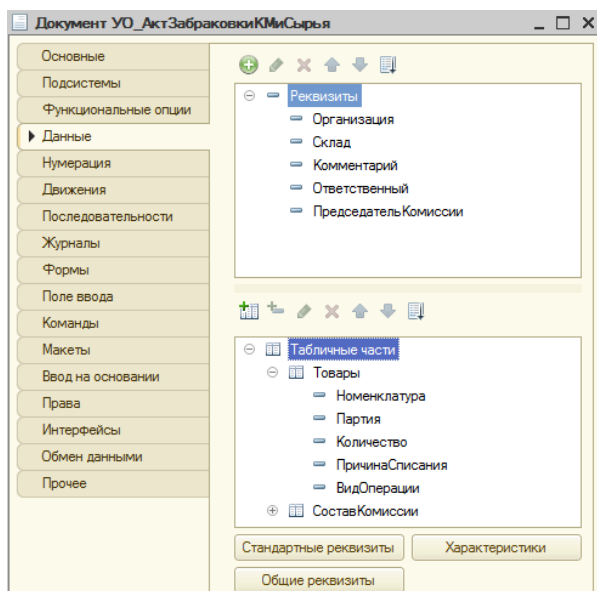 Документ УО_АктЗабраковкиКМиСырья
Основные
Подсистемы
Функциональные опции
Данные
Нумерация
Движения
Последовательности
Журналы
Формы
Поле ввода
Команды
Макеты
Ввод на основании
Права
Интерфейсы
Обмен данными
Прочее
Реквизиты
Организация
Склад
Комментарий
Ответственный
ПредседательКомиссии
Табличные части
Товары
Номенклатура
Партия
Количество
ПричинаСписания
ВидОперации
СоставКомиссии
Стандартные реквизиты
Характеристики
Общие реквизиты